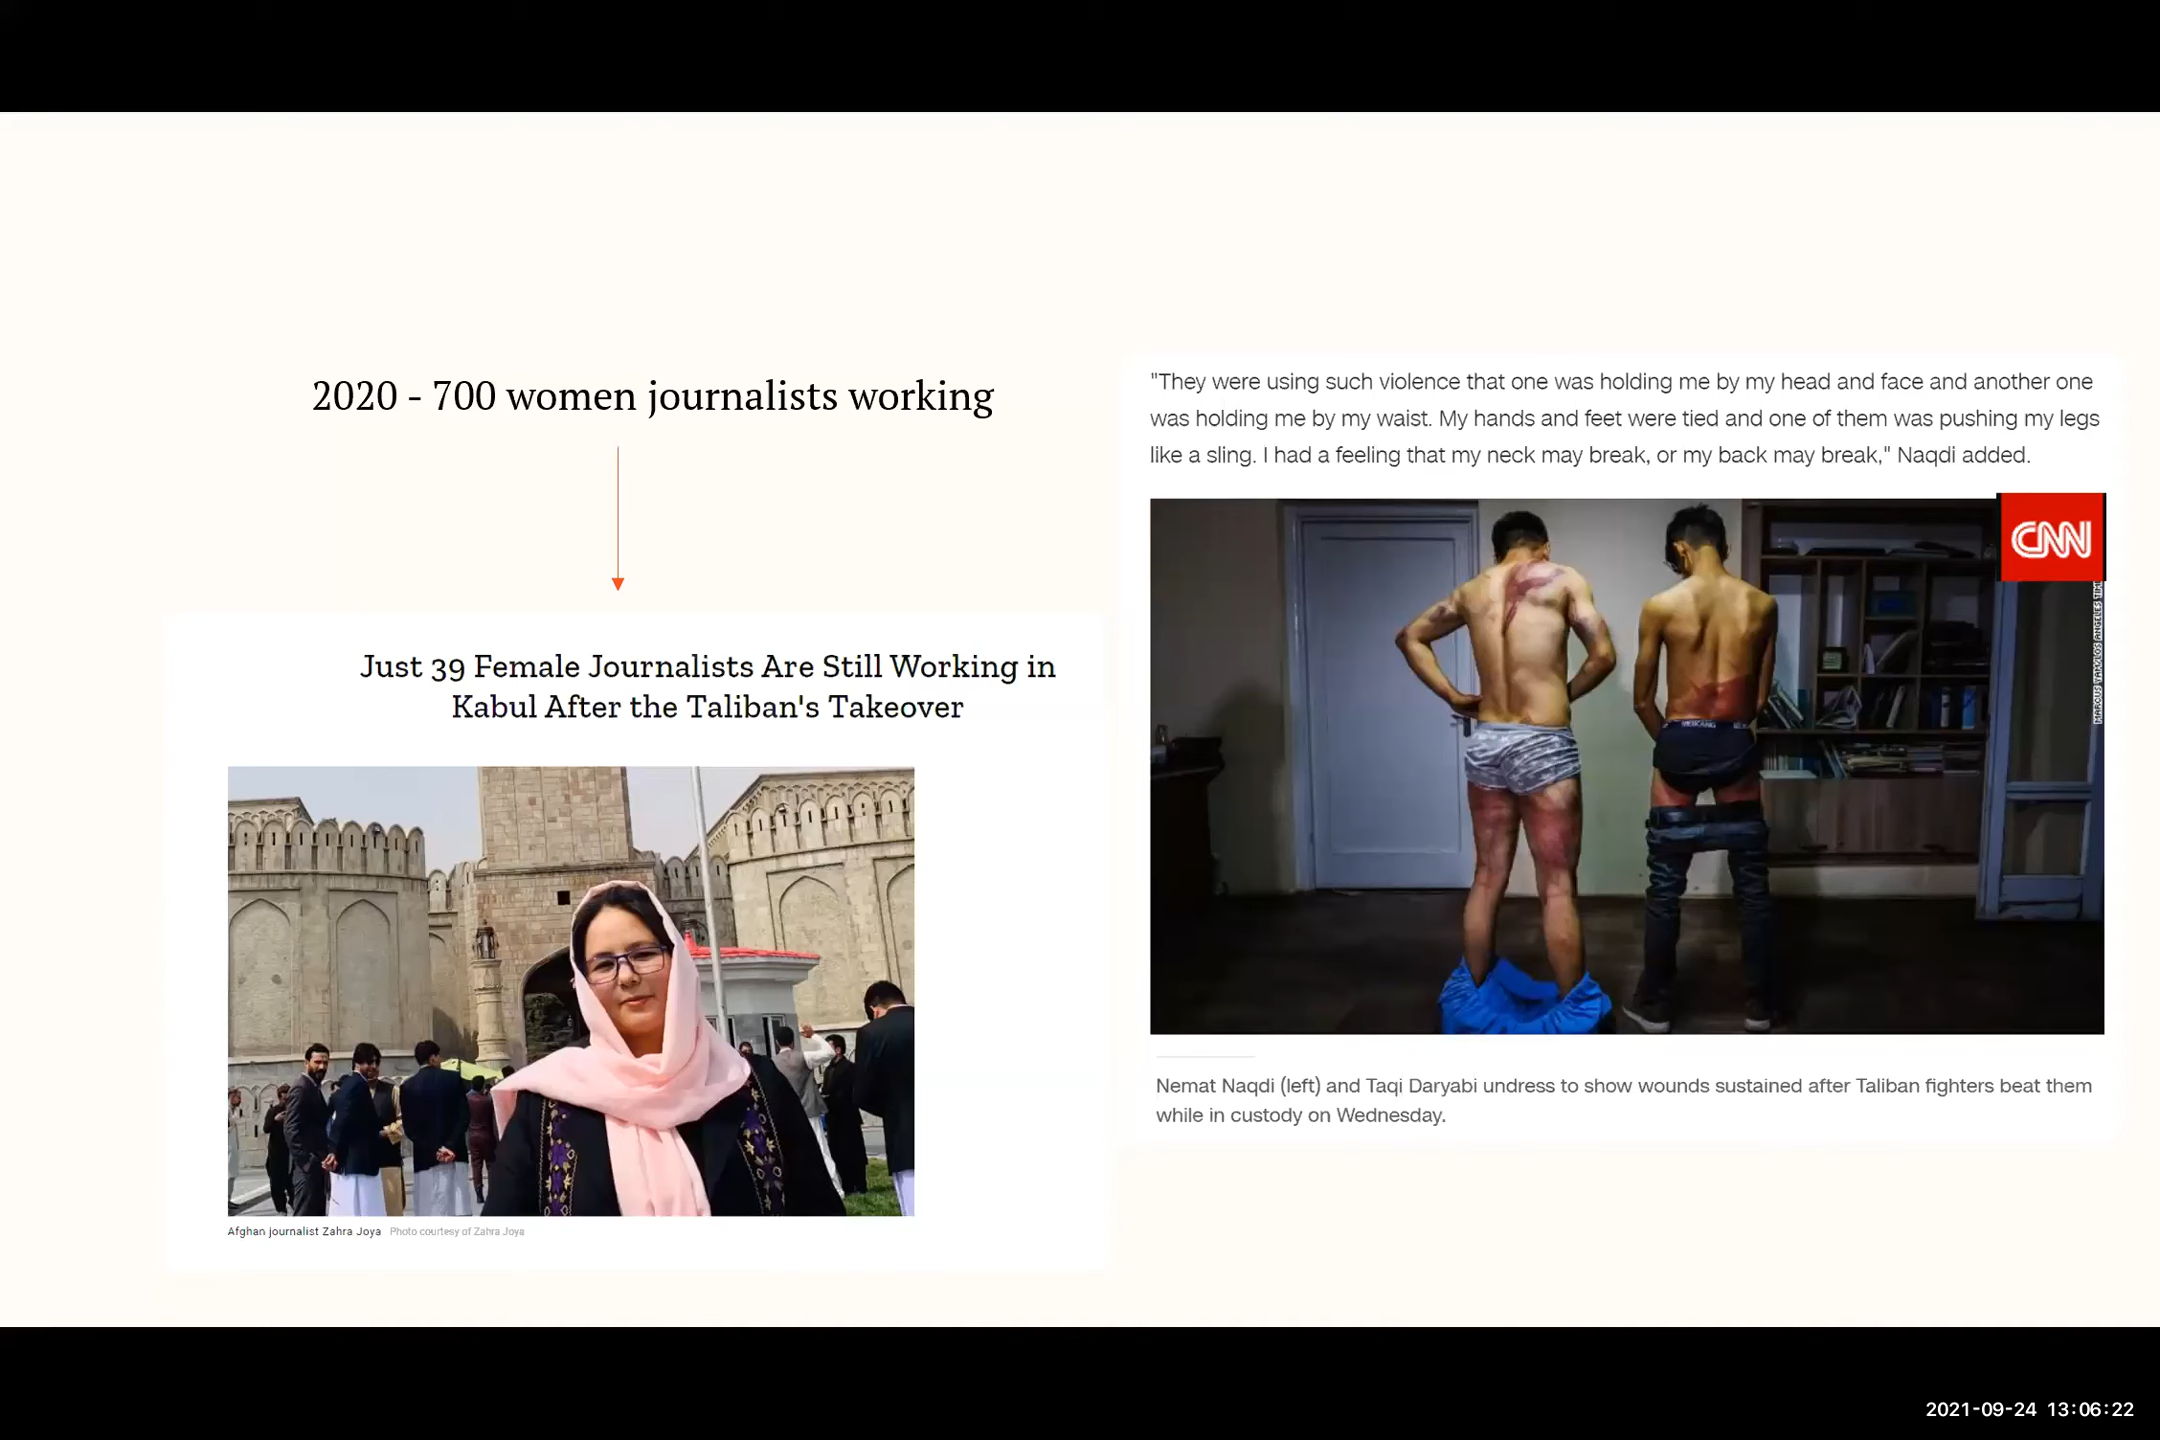 2020 - 700 women journalists working
Just 39 Female Journalists Are Still Working in
Kabul After the Taliban's Takeover
Afghan journalist Zahra Joya Photo courtesy of Zahra Joya
"They were using such violence that one was holding me by my head and face and another one
was holding me by my waist. My hands and feet were tied and one of them was pushing my legs
like a sling. I had a feeling that my neck may break, or my back may break," Naqdi added.
CNN
MARCUS YAM/LOS ANGELES TIM
Nemat Naqdi (left) and Taqi Daryabi undress to show wounds sustained after Taliban fighters beat them
while in custody on Wednesday.
2021-09-24 13:06:22